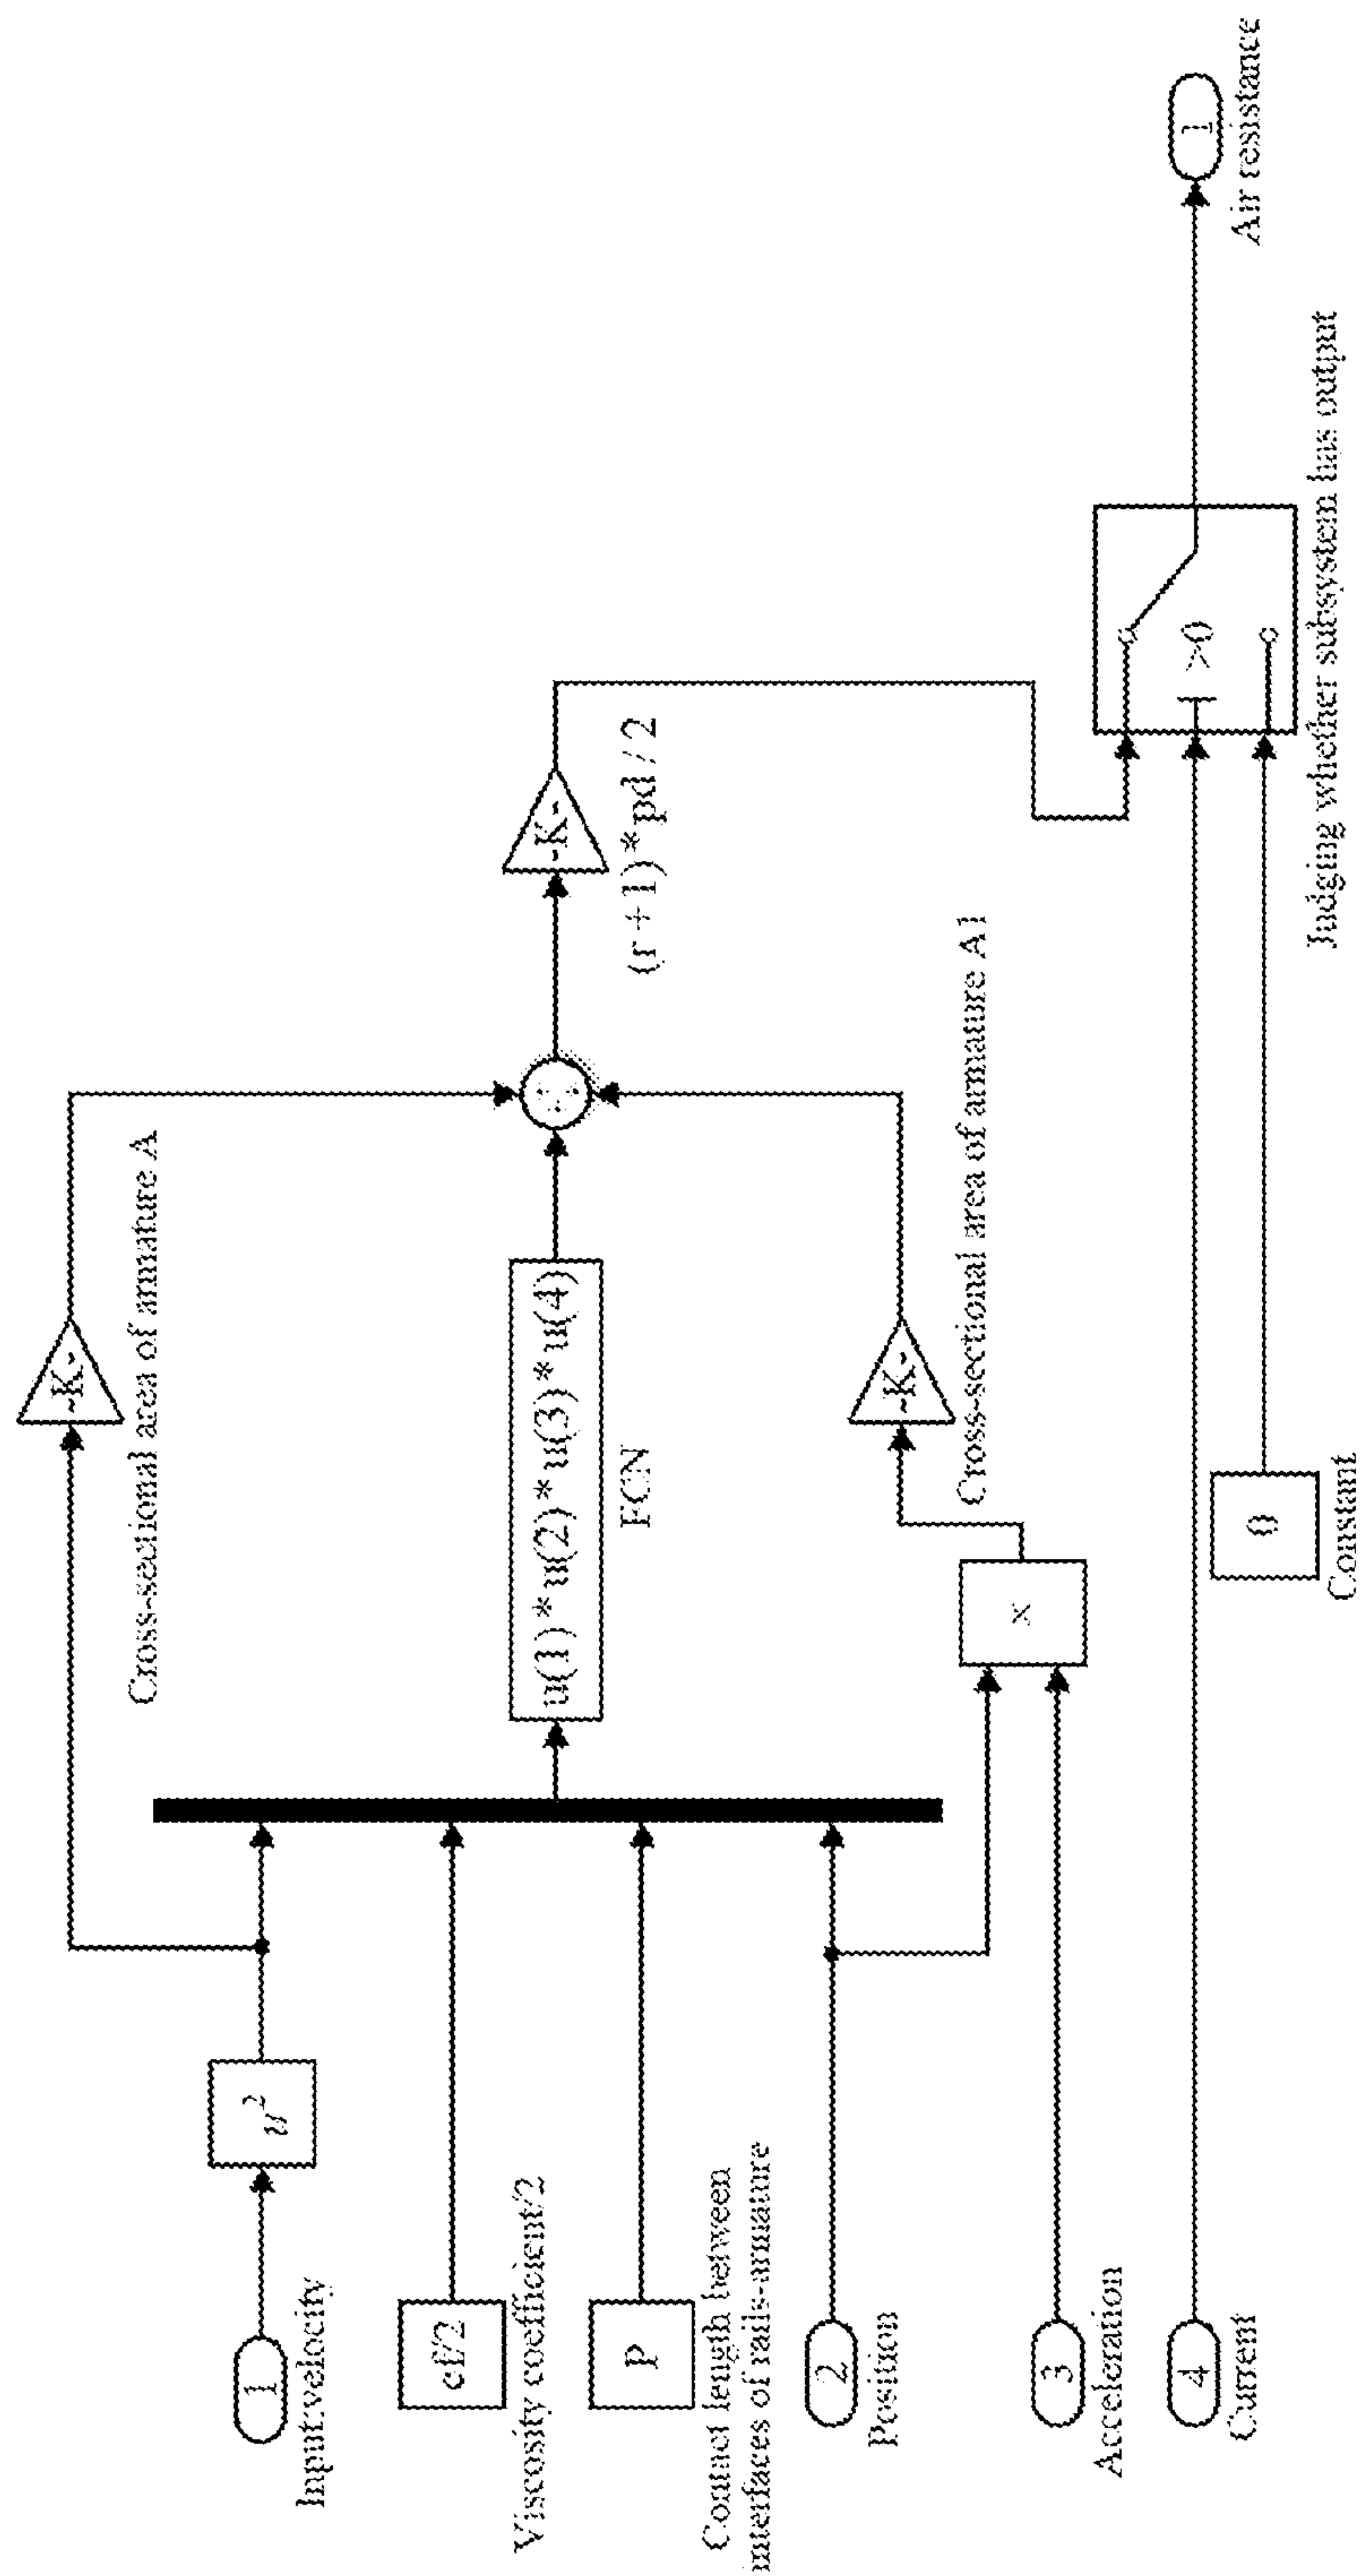 1
Input:velocity
u²
-K-
Cross-sectional area of armature A
cf/2
Viscosity coefficient/2
P
Contact length between
interfaces of rails-armature
u(1)*u(2)*u(3)*u(4)
FCN
-K-
(r+1)*pd/2
2
Position
3
Acceleration
×
-K-
Cross-sectional area of armature A1
4
Current
0
Constant
>0
Judging whether subsystem has output
1
Air resistance